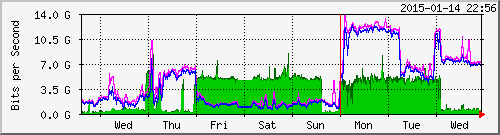 2015-01-14 22:56
Bits per Second
14.0 G
10.5 G
7.0 G
3.5 G
0.0 G
Wed Thu Fri Sat Sun Mon Tue Wed